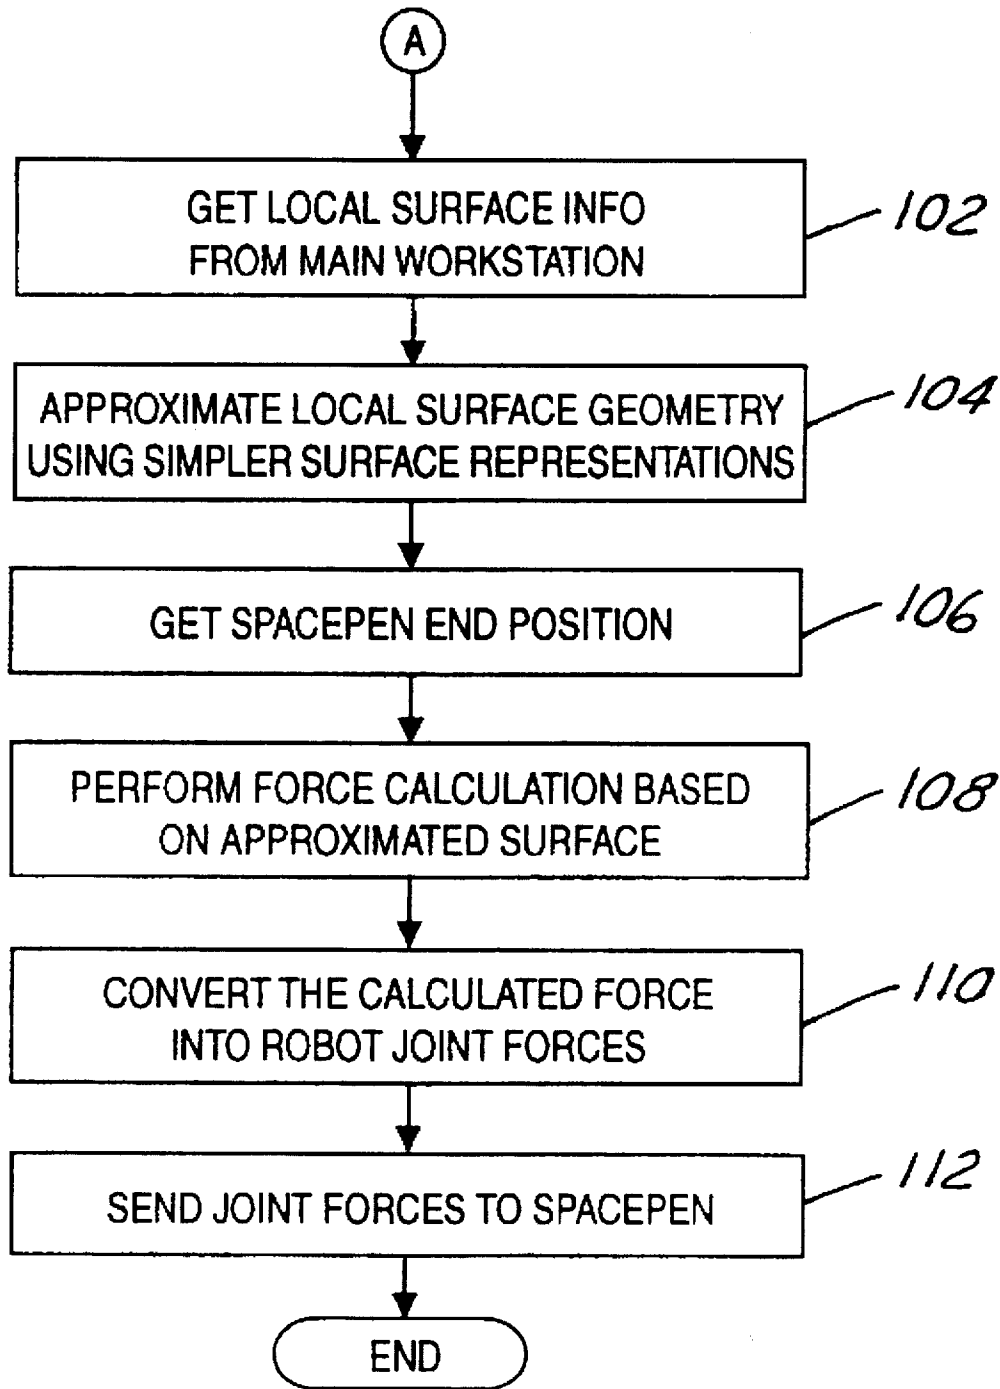 A
GET LOCAL SURFACE INFO
FROM MAIN WORKSTATION
102
APPROXIMATE LOCAL SURFACE GEOMETRY
USING SIMPLER SURFACE REPRESENTATIONS
104
GET SPACEPEN END POSITION
106
PERFORM FORCE CALCULATION BASED
ON APPROXIMATED SURFACE
108
CONVERT THE CALCULATED FORCE
INTO ROBOT JOINT FORCES
110
SEND JOINT FORCES TO SPACEPEN
112
END